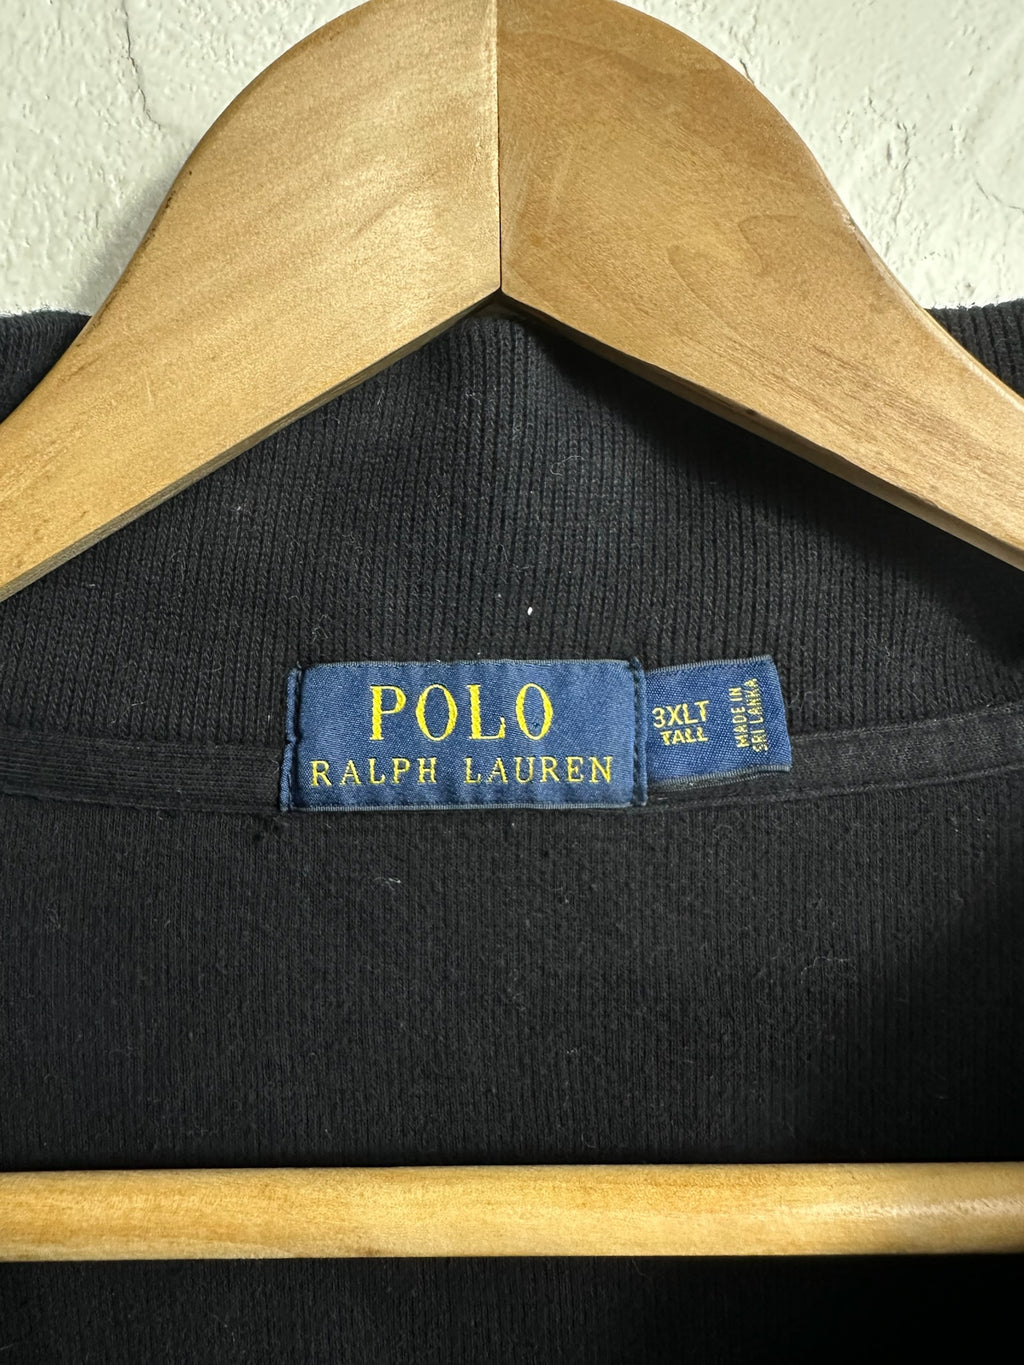 POLO
RALPH LAUREN
3XLT
TALL
MADE IN
SRI LANKA